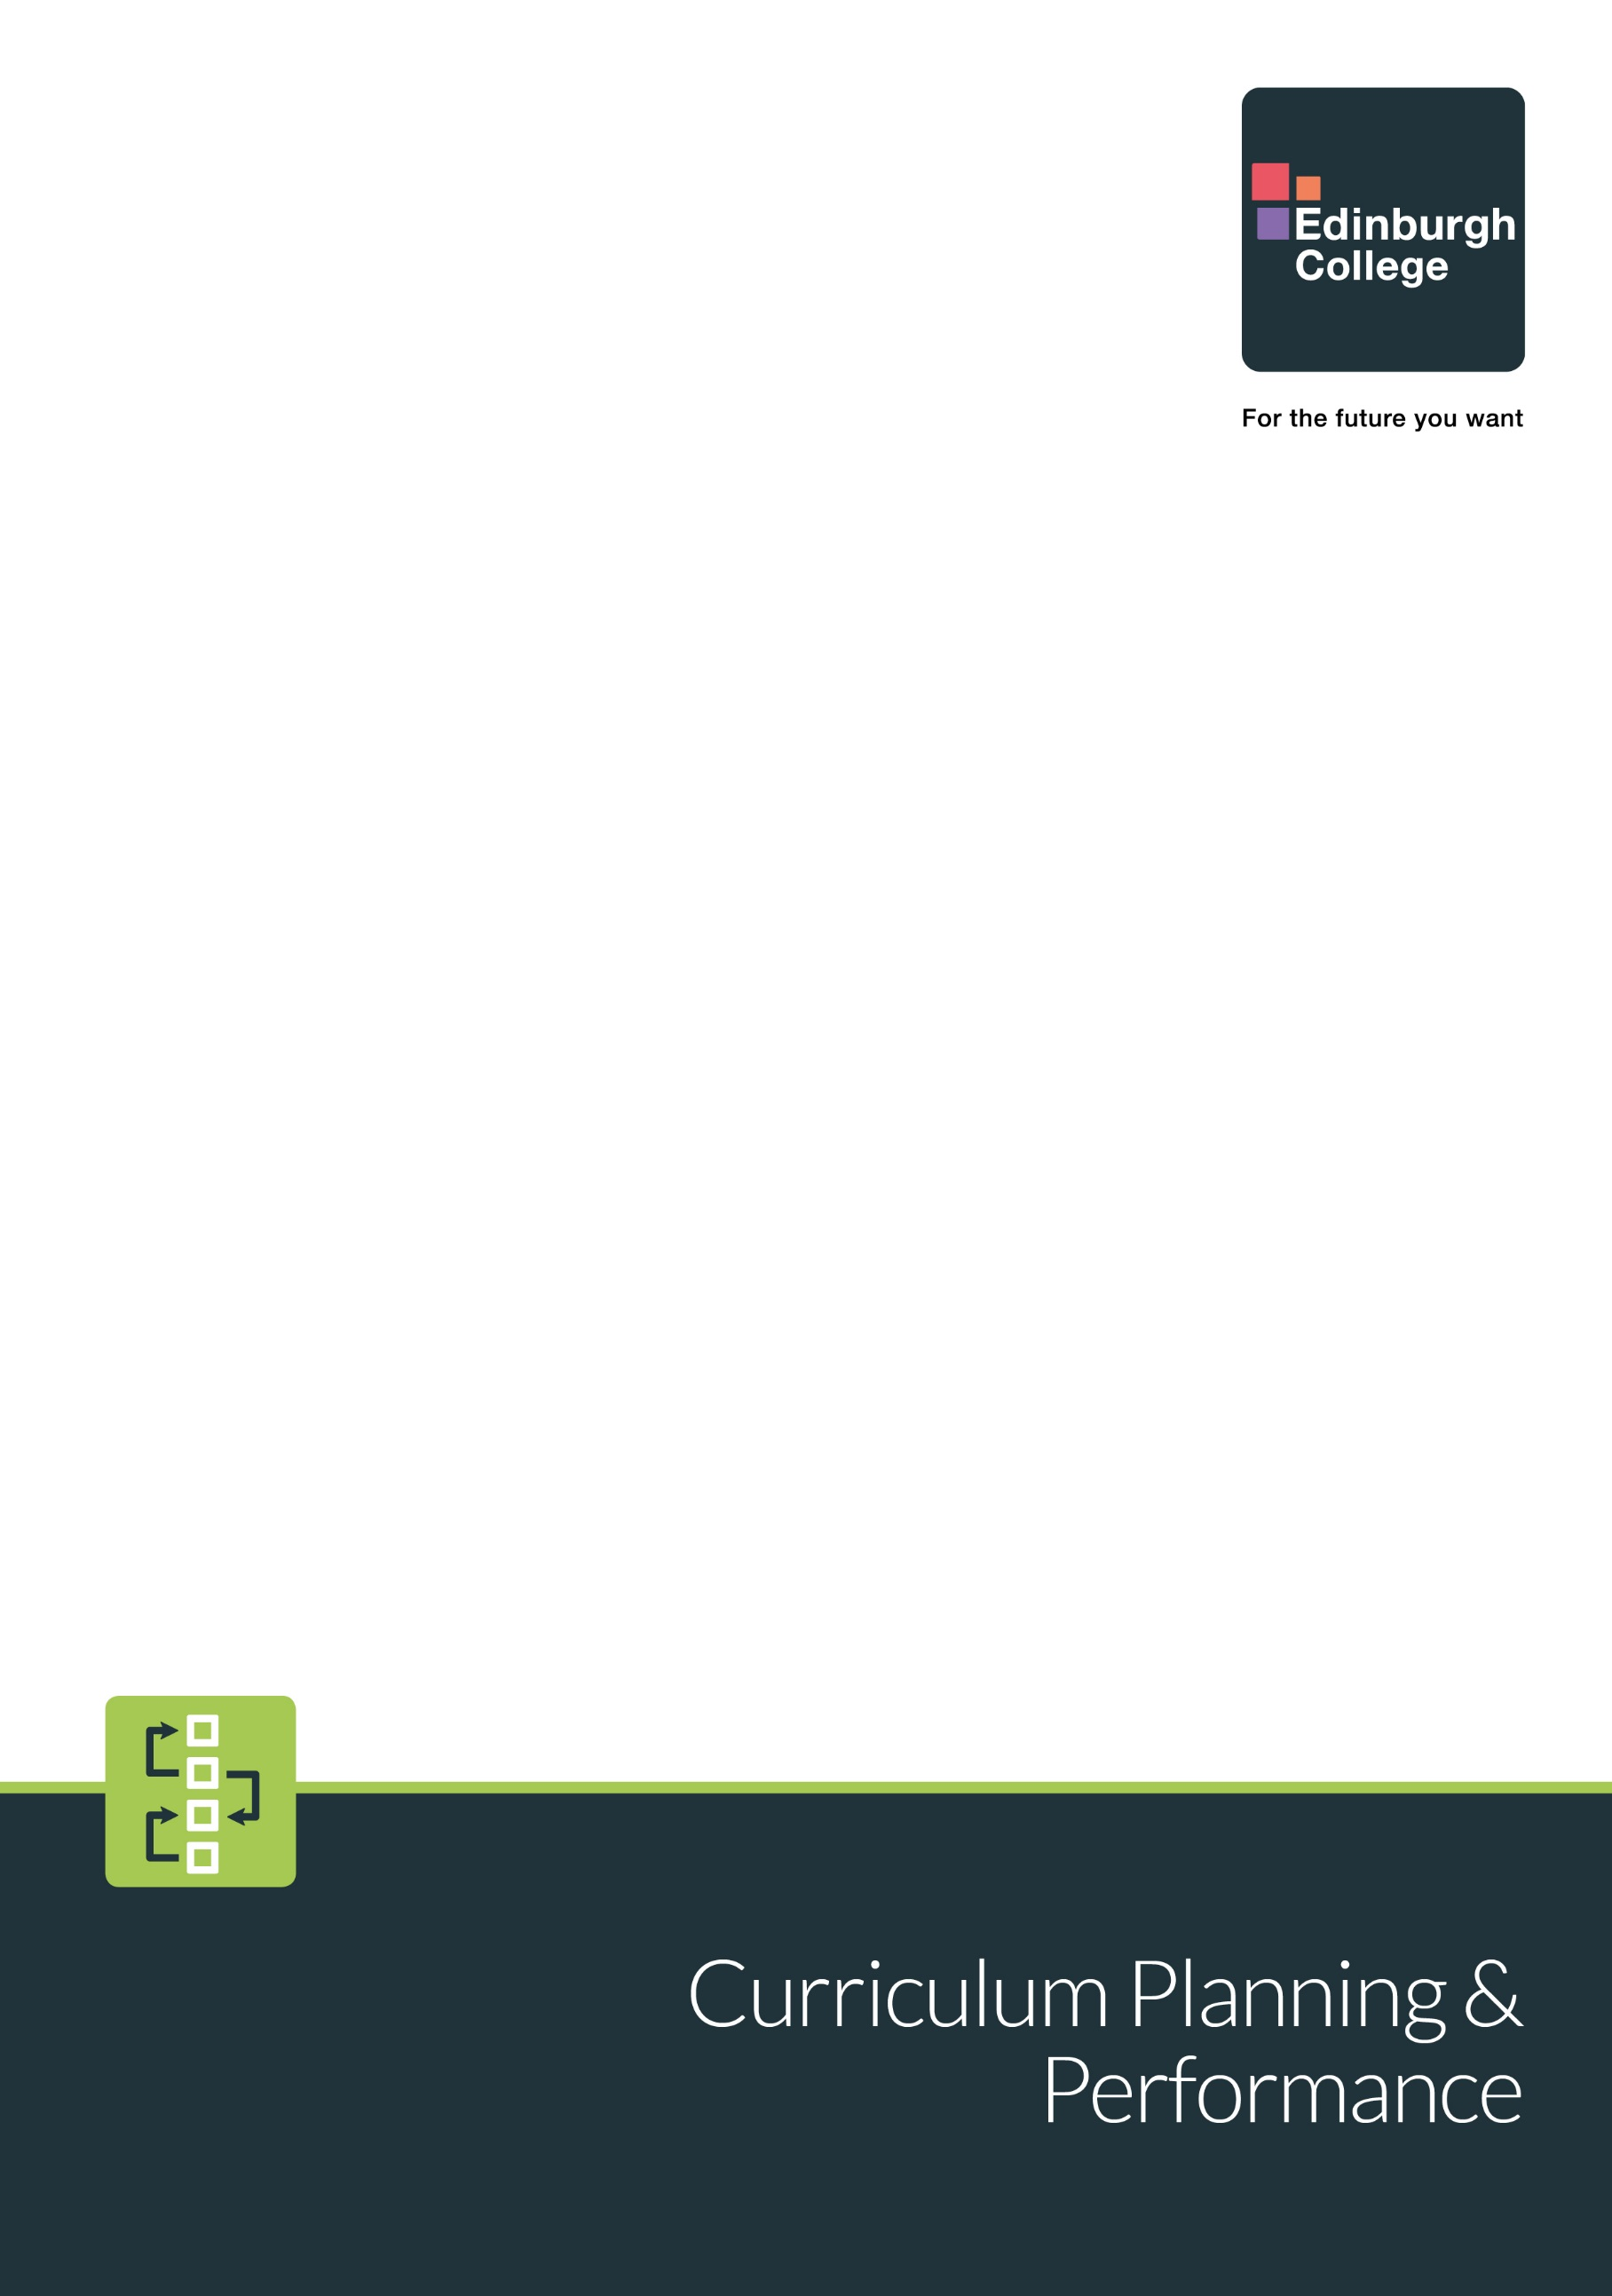 Edinburgh
College
For the future you want
Curriculum Planning &
Performance